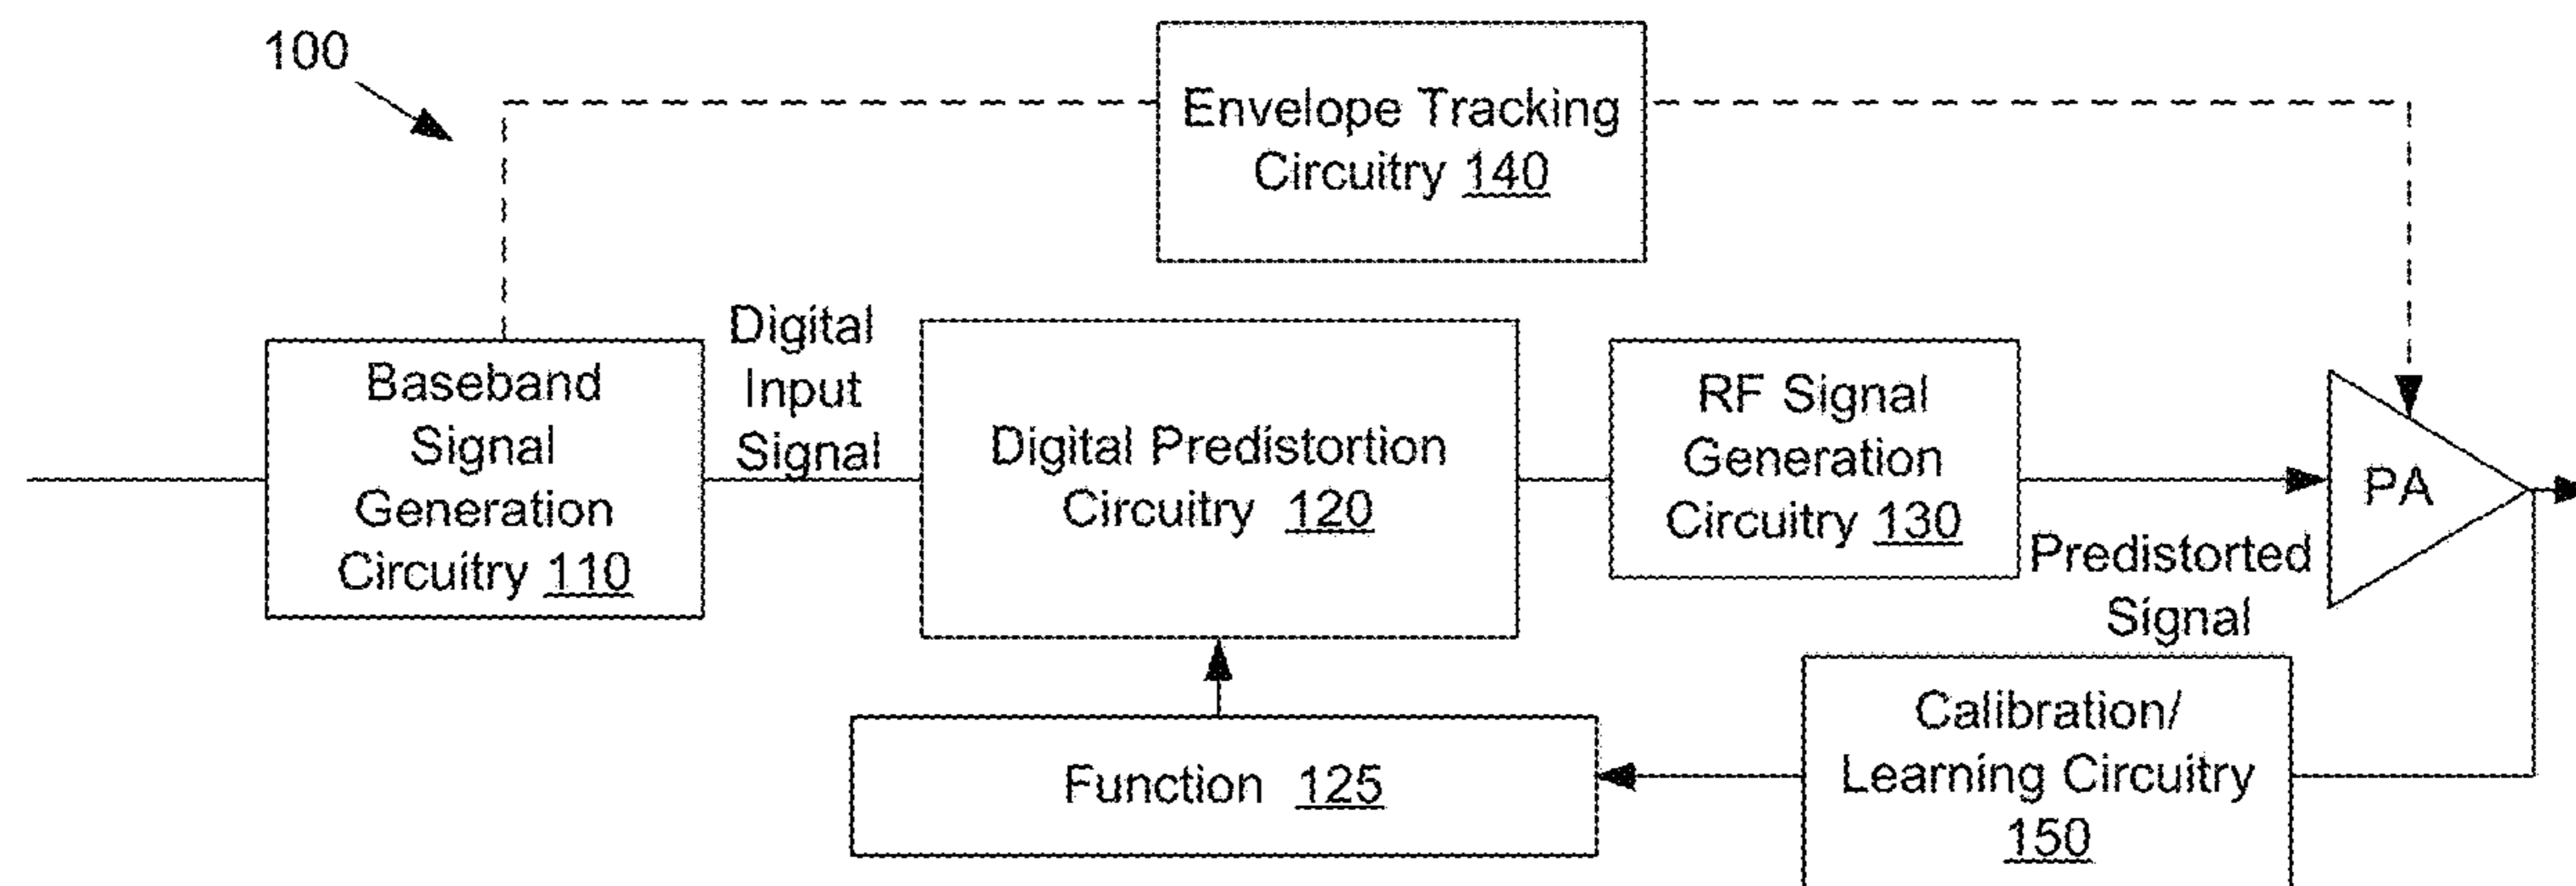 100
Envelope Tracking
Circuitry 140
Baseband
Signal
Generation
Circuitry 110
Digital
Input
Signal
Digital Predistortion
Circuitry 120
RF Signal
Generation
Circuitry 130
PA
Predistorted
Signal
Function 125
Calibration/
Learning Circuitry
150